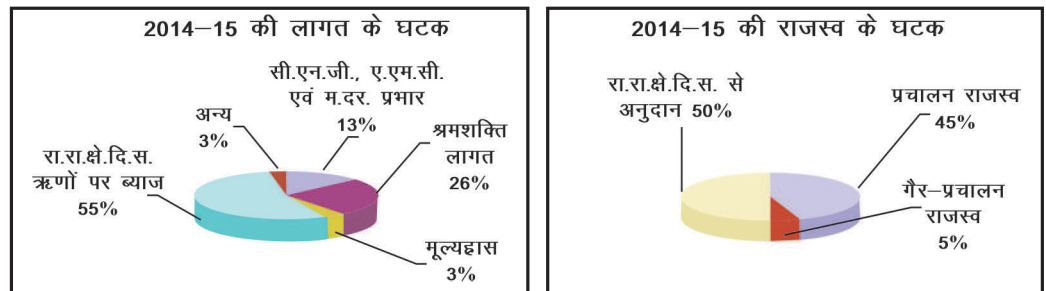 2014–15 की लागत के घटक
सी.एन.जी., ए.एम.सी.
एवं म.दर. प्रभार
13%
अन्य
3%
श्रमशक्ति
लागत
26%
रा.रा.क्षे.दि.स.
ऋणों पर ब्याज
55%
मूल्यह्रास
3%
2014–15 की राजस्व के घटक
रा.रा.क्षे.दि.स. से
अनुदान 50%
प्रचालन राजस्व
45%
गैर–प्रचालन
राजस्व
5%